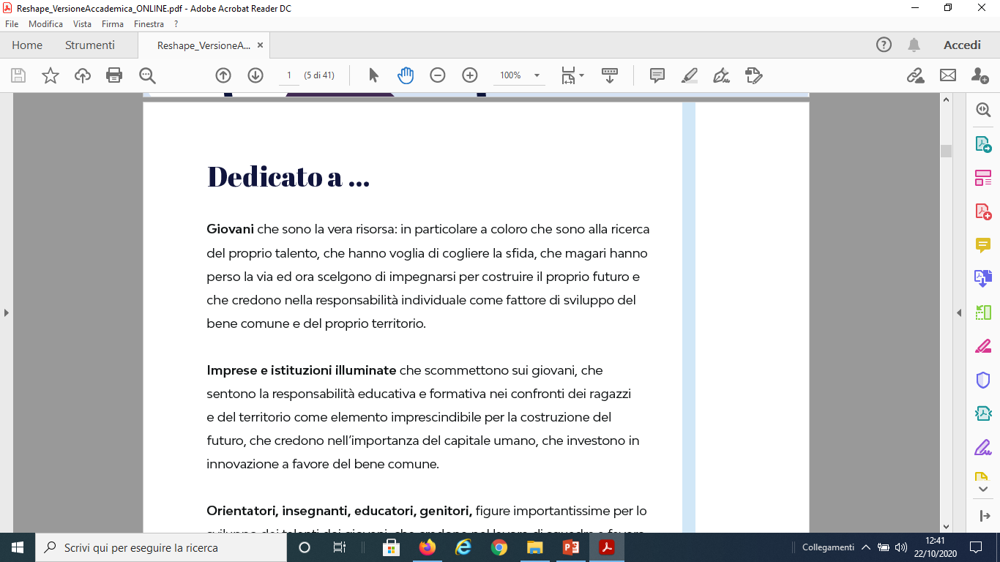 Reshape_VersioneAccademica_ONLINE.pdf - Adobe Acrobat Reader DC
File Modifica Vista Firma Finestra ?
Home Strumenti Reshape_VersioneA... × ? Accedi
1 (5 di 41) 100%
Dedicato a ...
Giovani che sono la vera risorsa: in particolare a coloro che sono alla ricerca
del proprio talento, che hanno voglia di cogliere la sfida, che magari hanno
perso la via ed ora scelgono di impegnarsi per costruire il proprio futuro e
che credono nella responsabilità individuale come fattore di sviluppo del
bene comune e del proprio territorio.
Imprese e istituzioni illuminate che scommettono sui giovani, che
sentono la responsabilità educativa e formativa nei confronti dei ragazzi
e del territorio come elemento imprescindibile per la costruzione del
futuro, che credono nell'importanza del capitale umano, che investono in
innovazione a favore del bene comune.
Orientatori, insegnanti, educatori, genitori, figure importantissime per lo
Scrivi qui per eseguire la ricerca
Collegamenti
12:41
22/10/2020